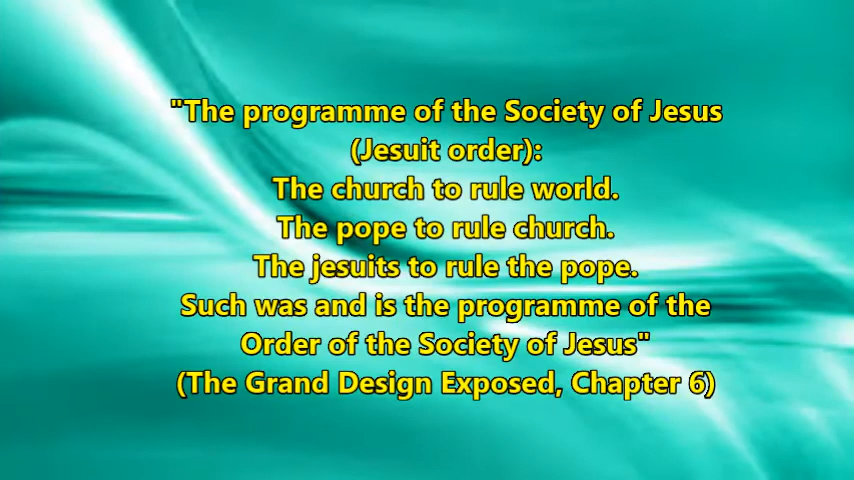 "The programme of the Society of Jesus
(Jesuit order):
The church to rule world.
The pope to rule church.
The jesuits to rule the pope.
Such was and is the programme of the
Order of the Society of Jesus"
(The Grand Design Exposed, Chapter 6)